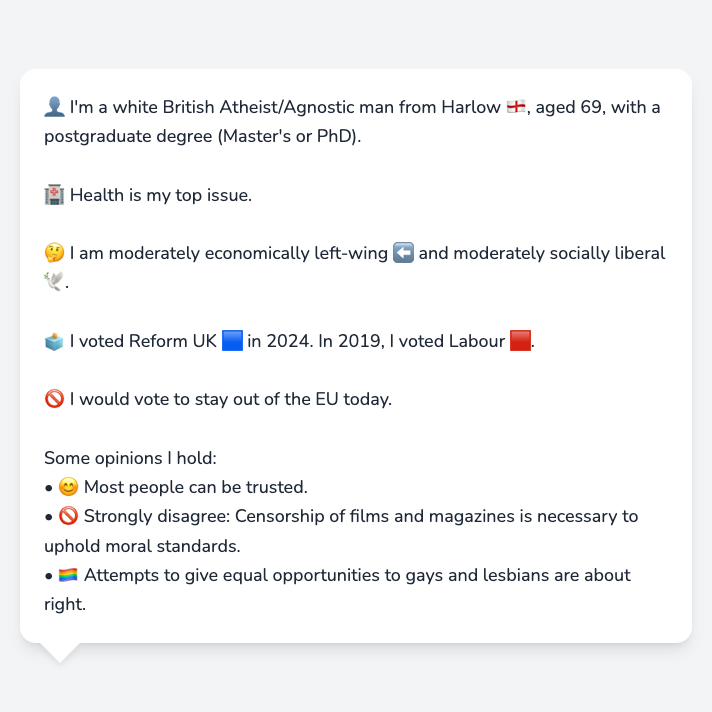 👤 I'm a white British Atheist/Agnostic man from Harlow 🏴󠁧󠁢󠁥󠁮󠁧󠁿, aged 69, with a
postgraduate degree (Master's or PhD).
🏥 Health is my top issue.
🤔 I am moderately economically left-wing ⬅️ and moderately socially liberal
🕊️.
🗳️ I voted Reform UK 🟦 in 2024. In 2019, I voted Labour 🟥.
🚫 I would vote to stay out of the EU today.
Some opinions I hold:
• 😊 Most people can be trusted.
• 🚫 Strongly disagree: Censorship of films and magazines is necessary to
uphold moral standards.
• 🏳️‍🌈 Attempts to give equal opportunities to gays and lesbians are about
right.